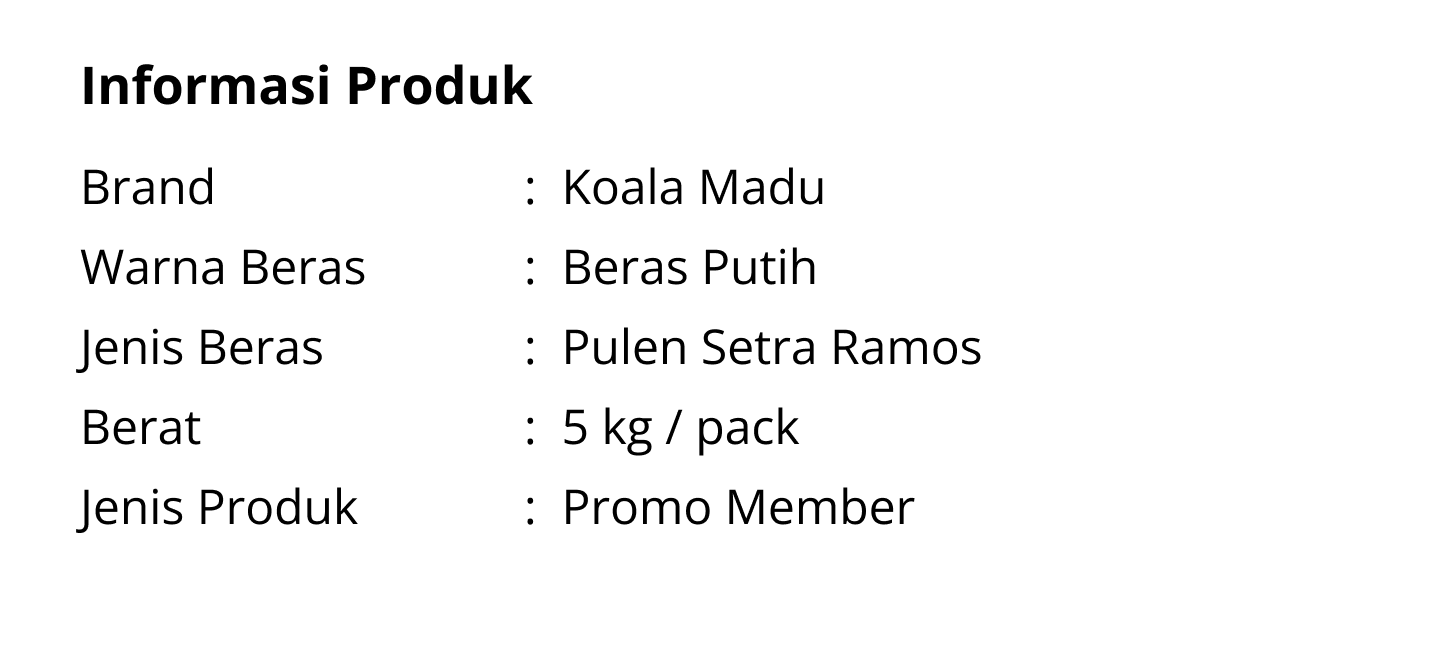 Informasi Produk
Brand : Koala Madu
Warna Beras : Beras Putih
Jenis Beras : Pulen Setra Ramos
Berat : 5 kg / pack
Jenis Produk : Promo Member